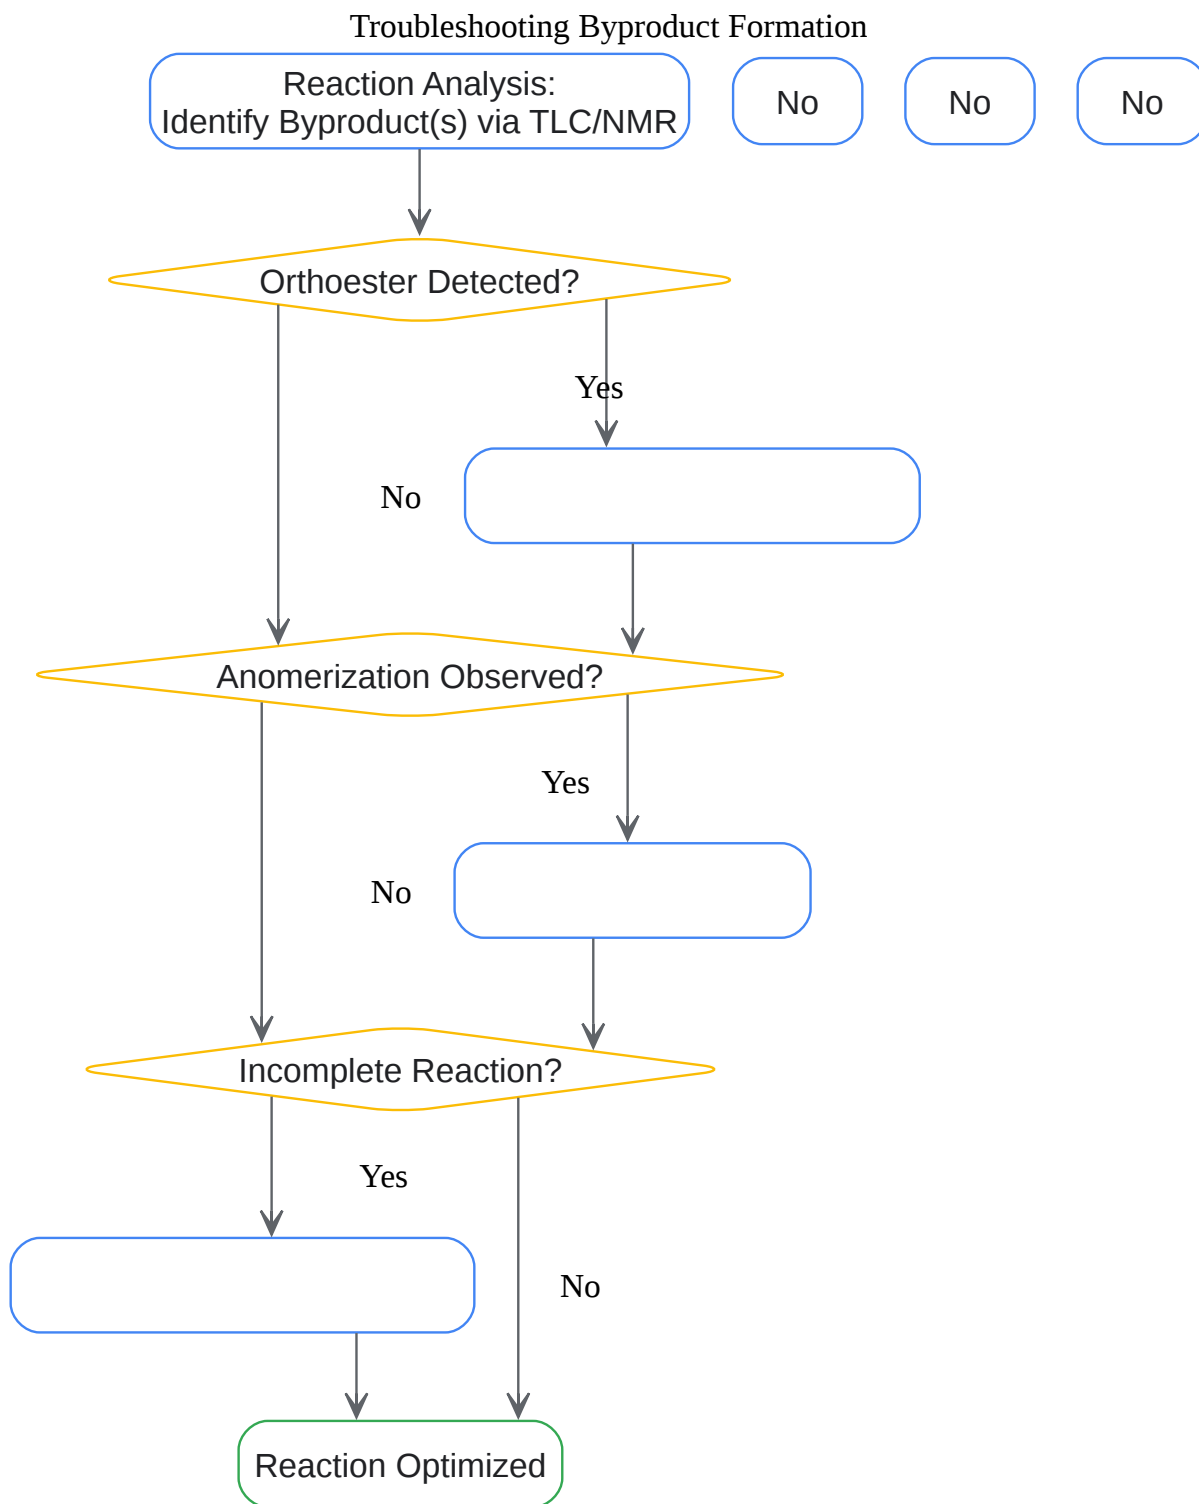 Troubleshooting Byproduct Formation
Reaction Analysis:
Identify Byproduct(s) via TLC/NMR
No
No
No
Orthoester Detected?
Yes
No
Anomerization Observed?
Yes
No
Incomplete Reaction?
Yes
No
Reaction Optimized